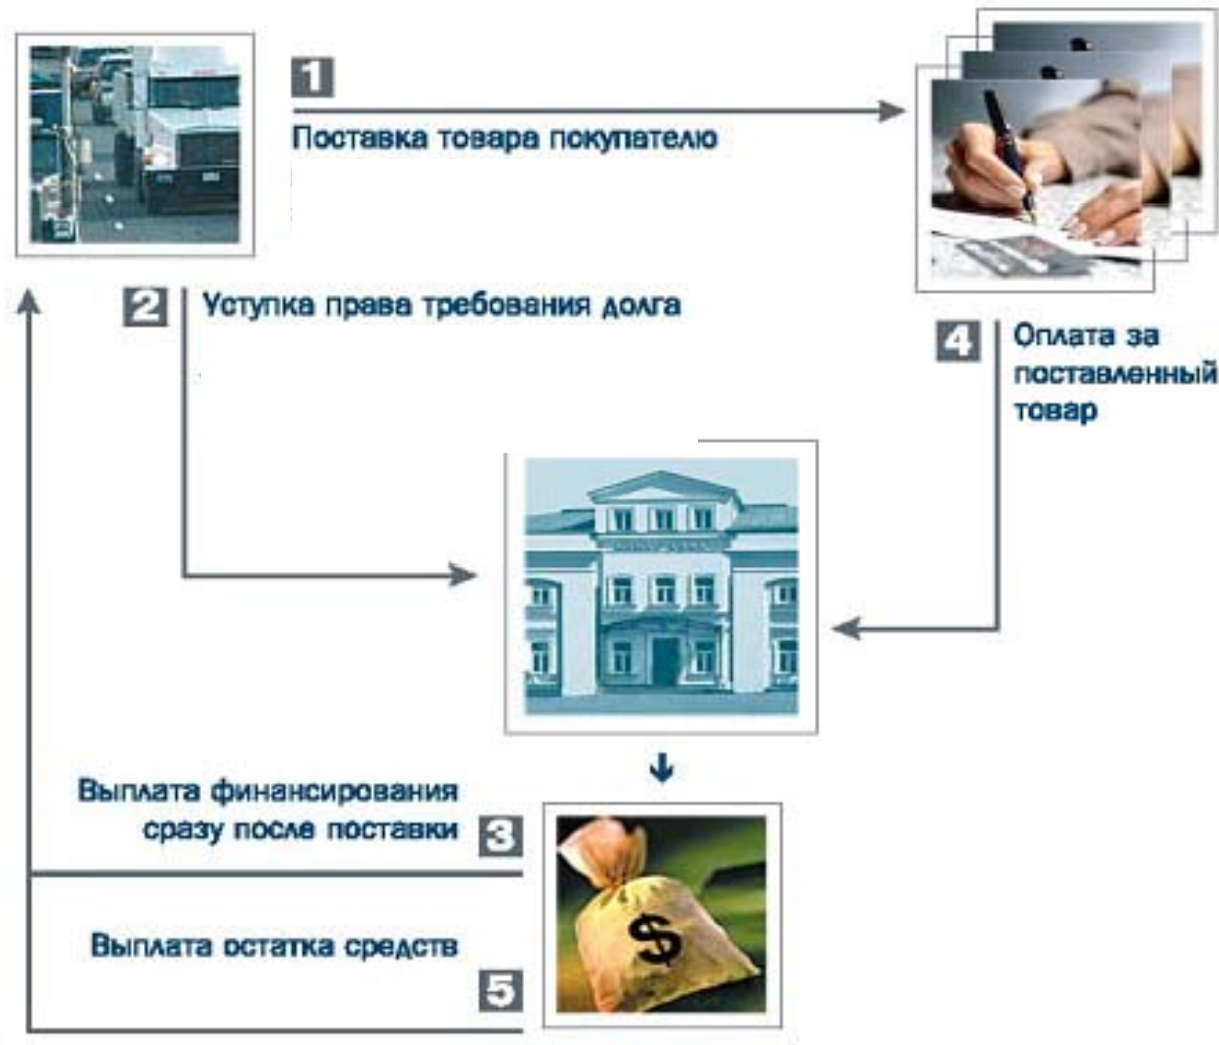 1
Поставка товара покупателю
2
Уступка права требования долга
4
Оплата за
поставленный
товар
Выплата финансирования
сразу после поставки
3
$
Выплата остатка средств
5